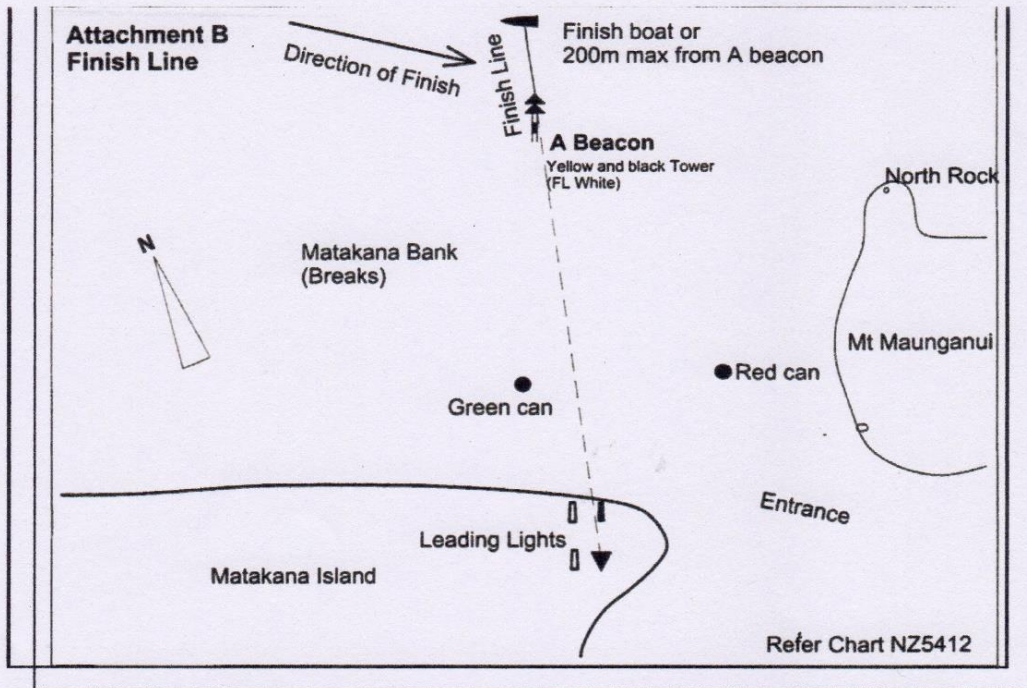 Attachment B
Finish Line
Direction of Finish
Finish Line
Finish boat or
200m max from A beacon
A Beacon
Yellow and black Tower
(FL White)
North Rock
N
Matakana Bank
(Breaks)
Mt Maunganui
Red can
Green can
Entrance
Leading Lights
Matakana Island
Refer Chart NZ5412